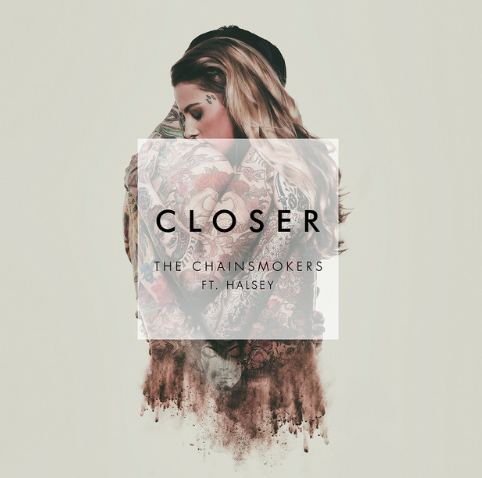 CLOSER
THE CHAINSMOKERS
FT. HALSEY